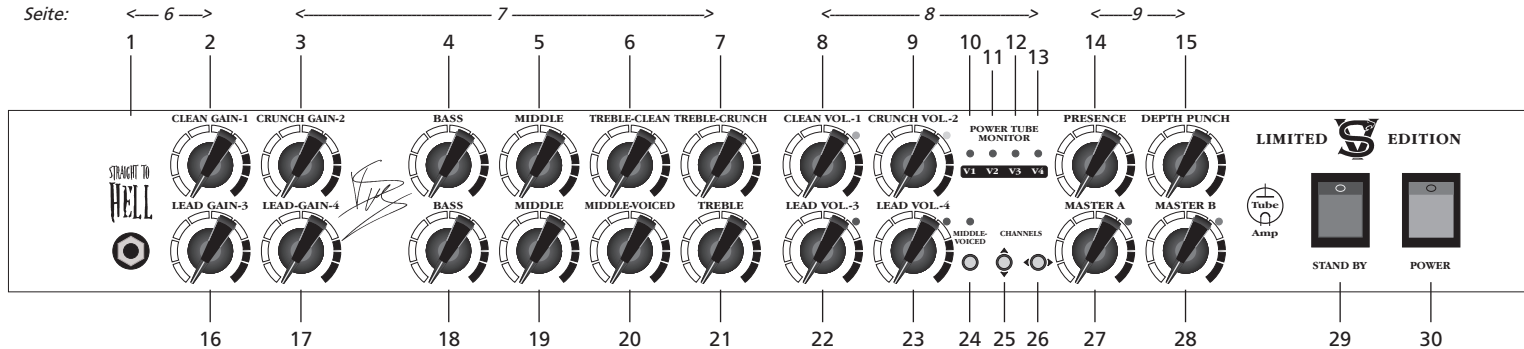 Seite: <----- 6 -----> <----- 7 -----> <----- 8 -----> <-----9 ----->
1 2 3 4 5 6 7 8 9 10 12 14 15
11 13
CLEAN GAIN-1 CRUNCH GAIN-2 BASS MIDDLE TREBLE-CLEAN TREBLE-CRUNCH CLEAN VOL.-1 CRUNCH VOL.-2 PRESENCE DEPTH PUNCH
POWER TUBE
MONITOR
LIMITED VS EDITION
V1 V2 V3 V4
STRAIGHT TO
HELL
LEAD GAIN-3 LEAD-GAIN-4 BASS MIDDLE MIDDLE-VOICED TREBLE LEAD VOL.-3 LEAD VOL.-4 MASTER A MASTER B
Tube
Amp
MIDDLE-
VOICED
CHANNELS
STAND BY POWER
16 17 18 19 20 21 22 23 24 25 26 27 28 29 30